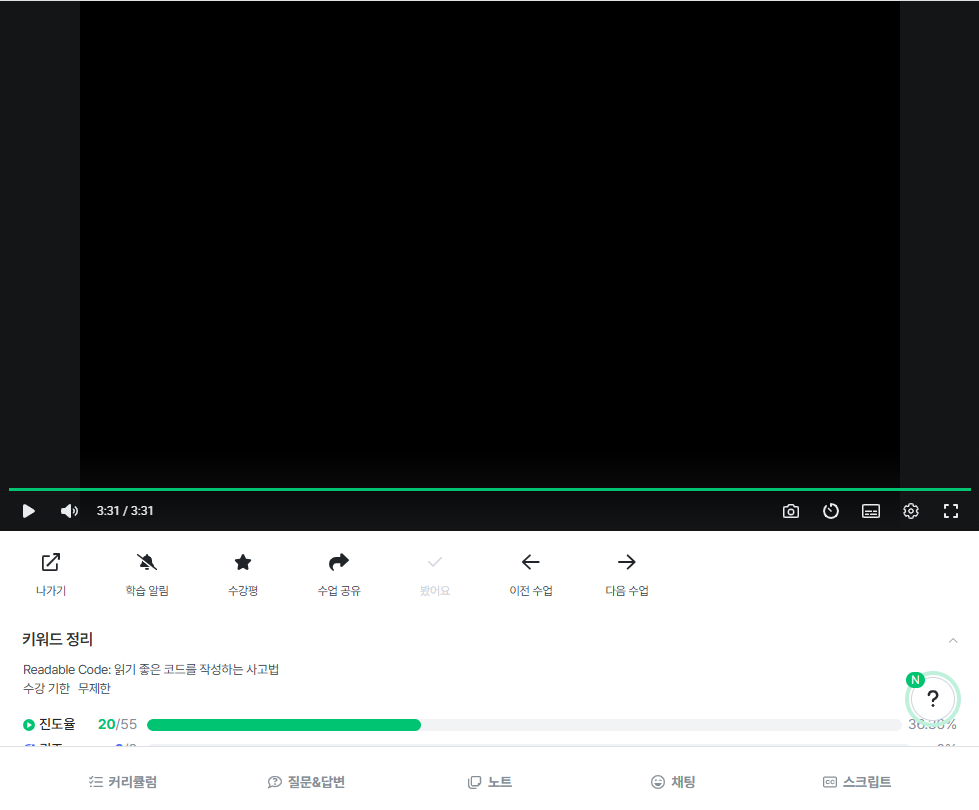 3:31 / 3:31
나가기 학습 알림 수강평 수업 공유 봤어요 이전 수업 다음 수업
키워드 정리
Readable Code: 읽기 좋은 코드를 작성하는 사고법
수강 기한 무제한
N
?
진도율 20/55
커리큘럼 질문&답변 노트 채팅 CC 스크립트